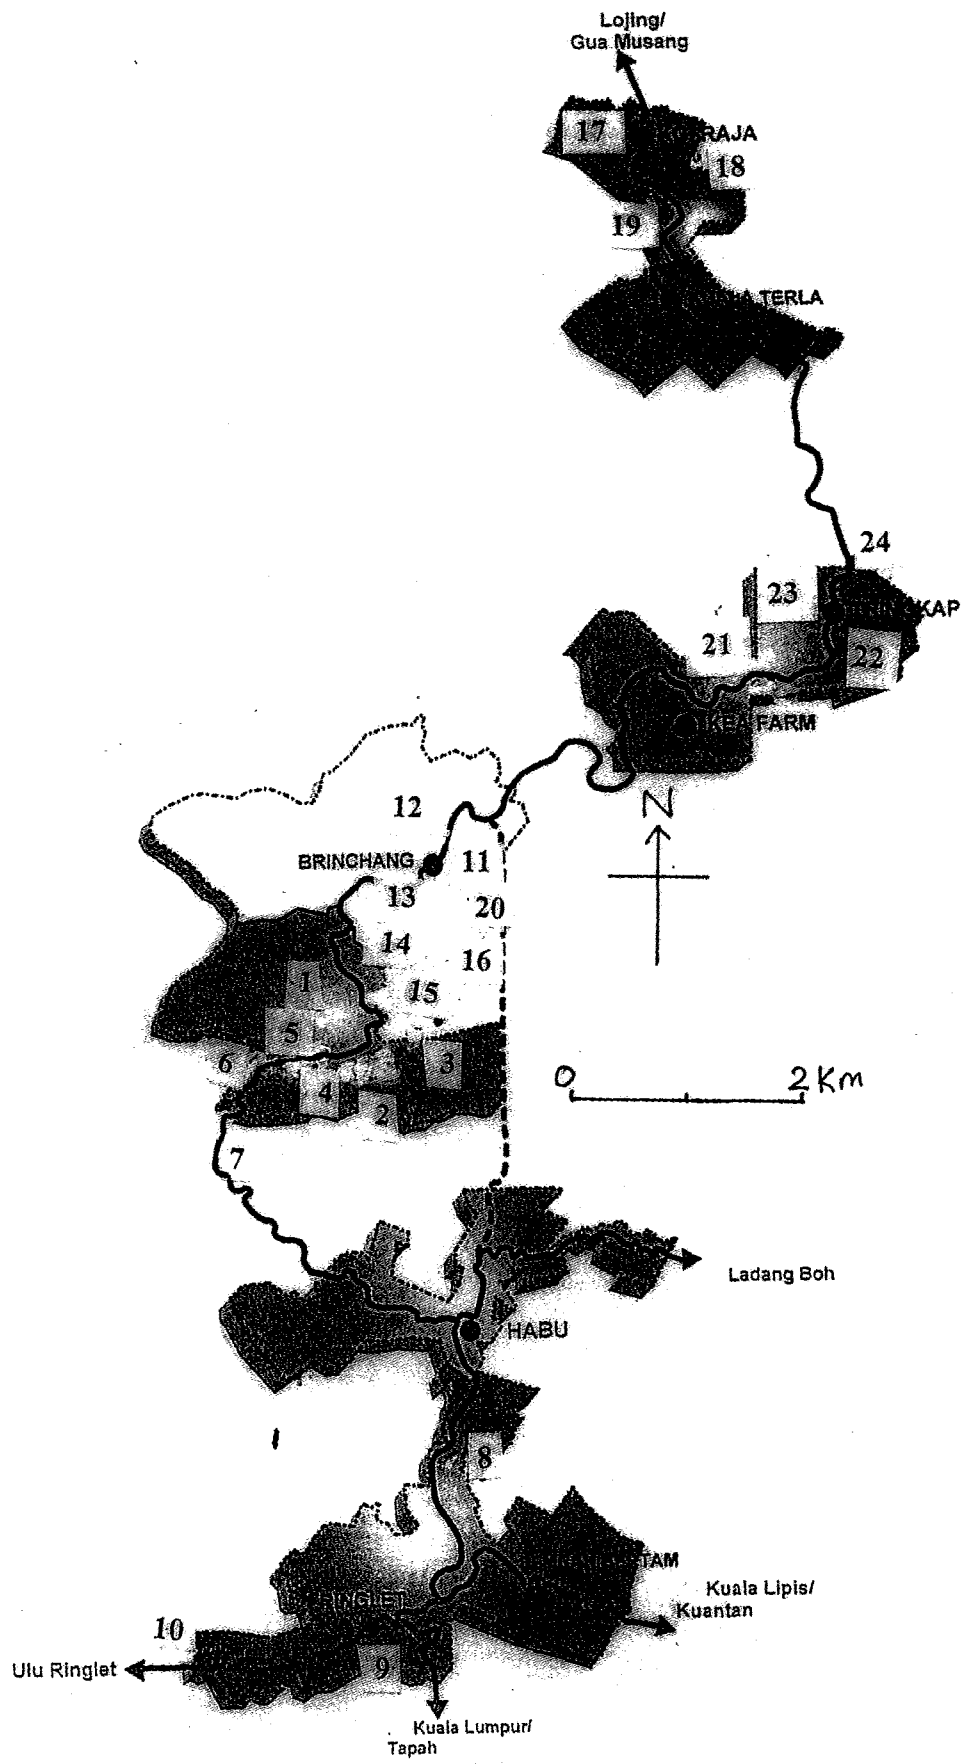 Lojing/
Gua Musang
17
RAJA
18
19
TERLA
24
23
KAP
21
22
KEA FARM
N
12
BRINCHANG
11
13
20
14
16
1
15
5
6
3
0 2 Km
4
2
7
Ladang Boh
HABU
8
TAM
RINGLET
Kuala Lipis/
Kuantan
10
9
Ulu Ringlet
Kuala Lumpur/
Tapah